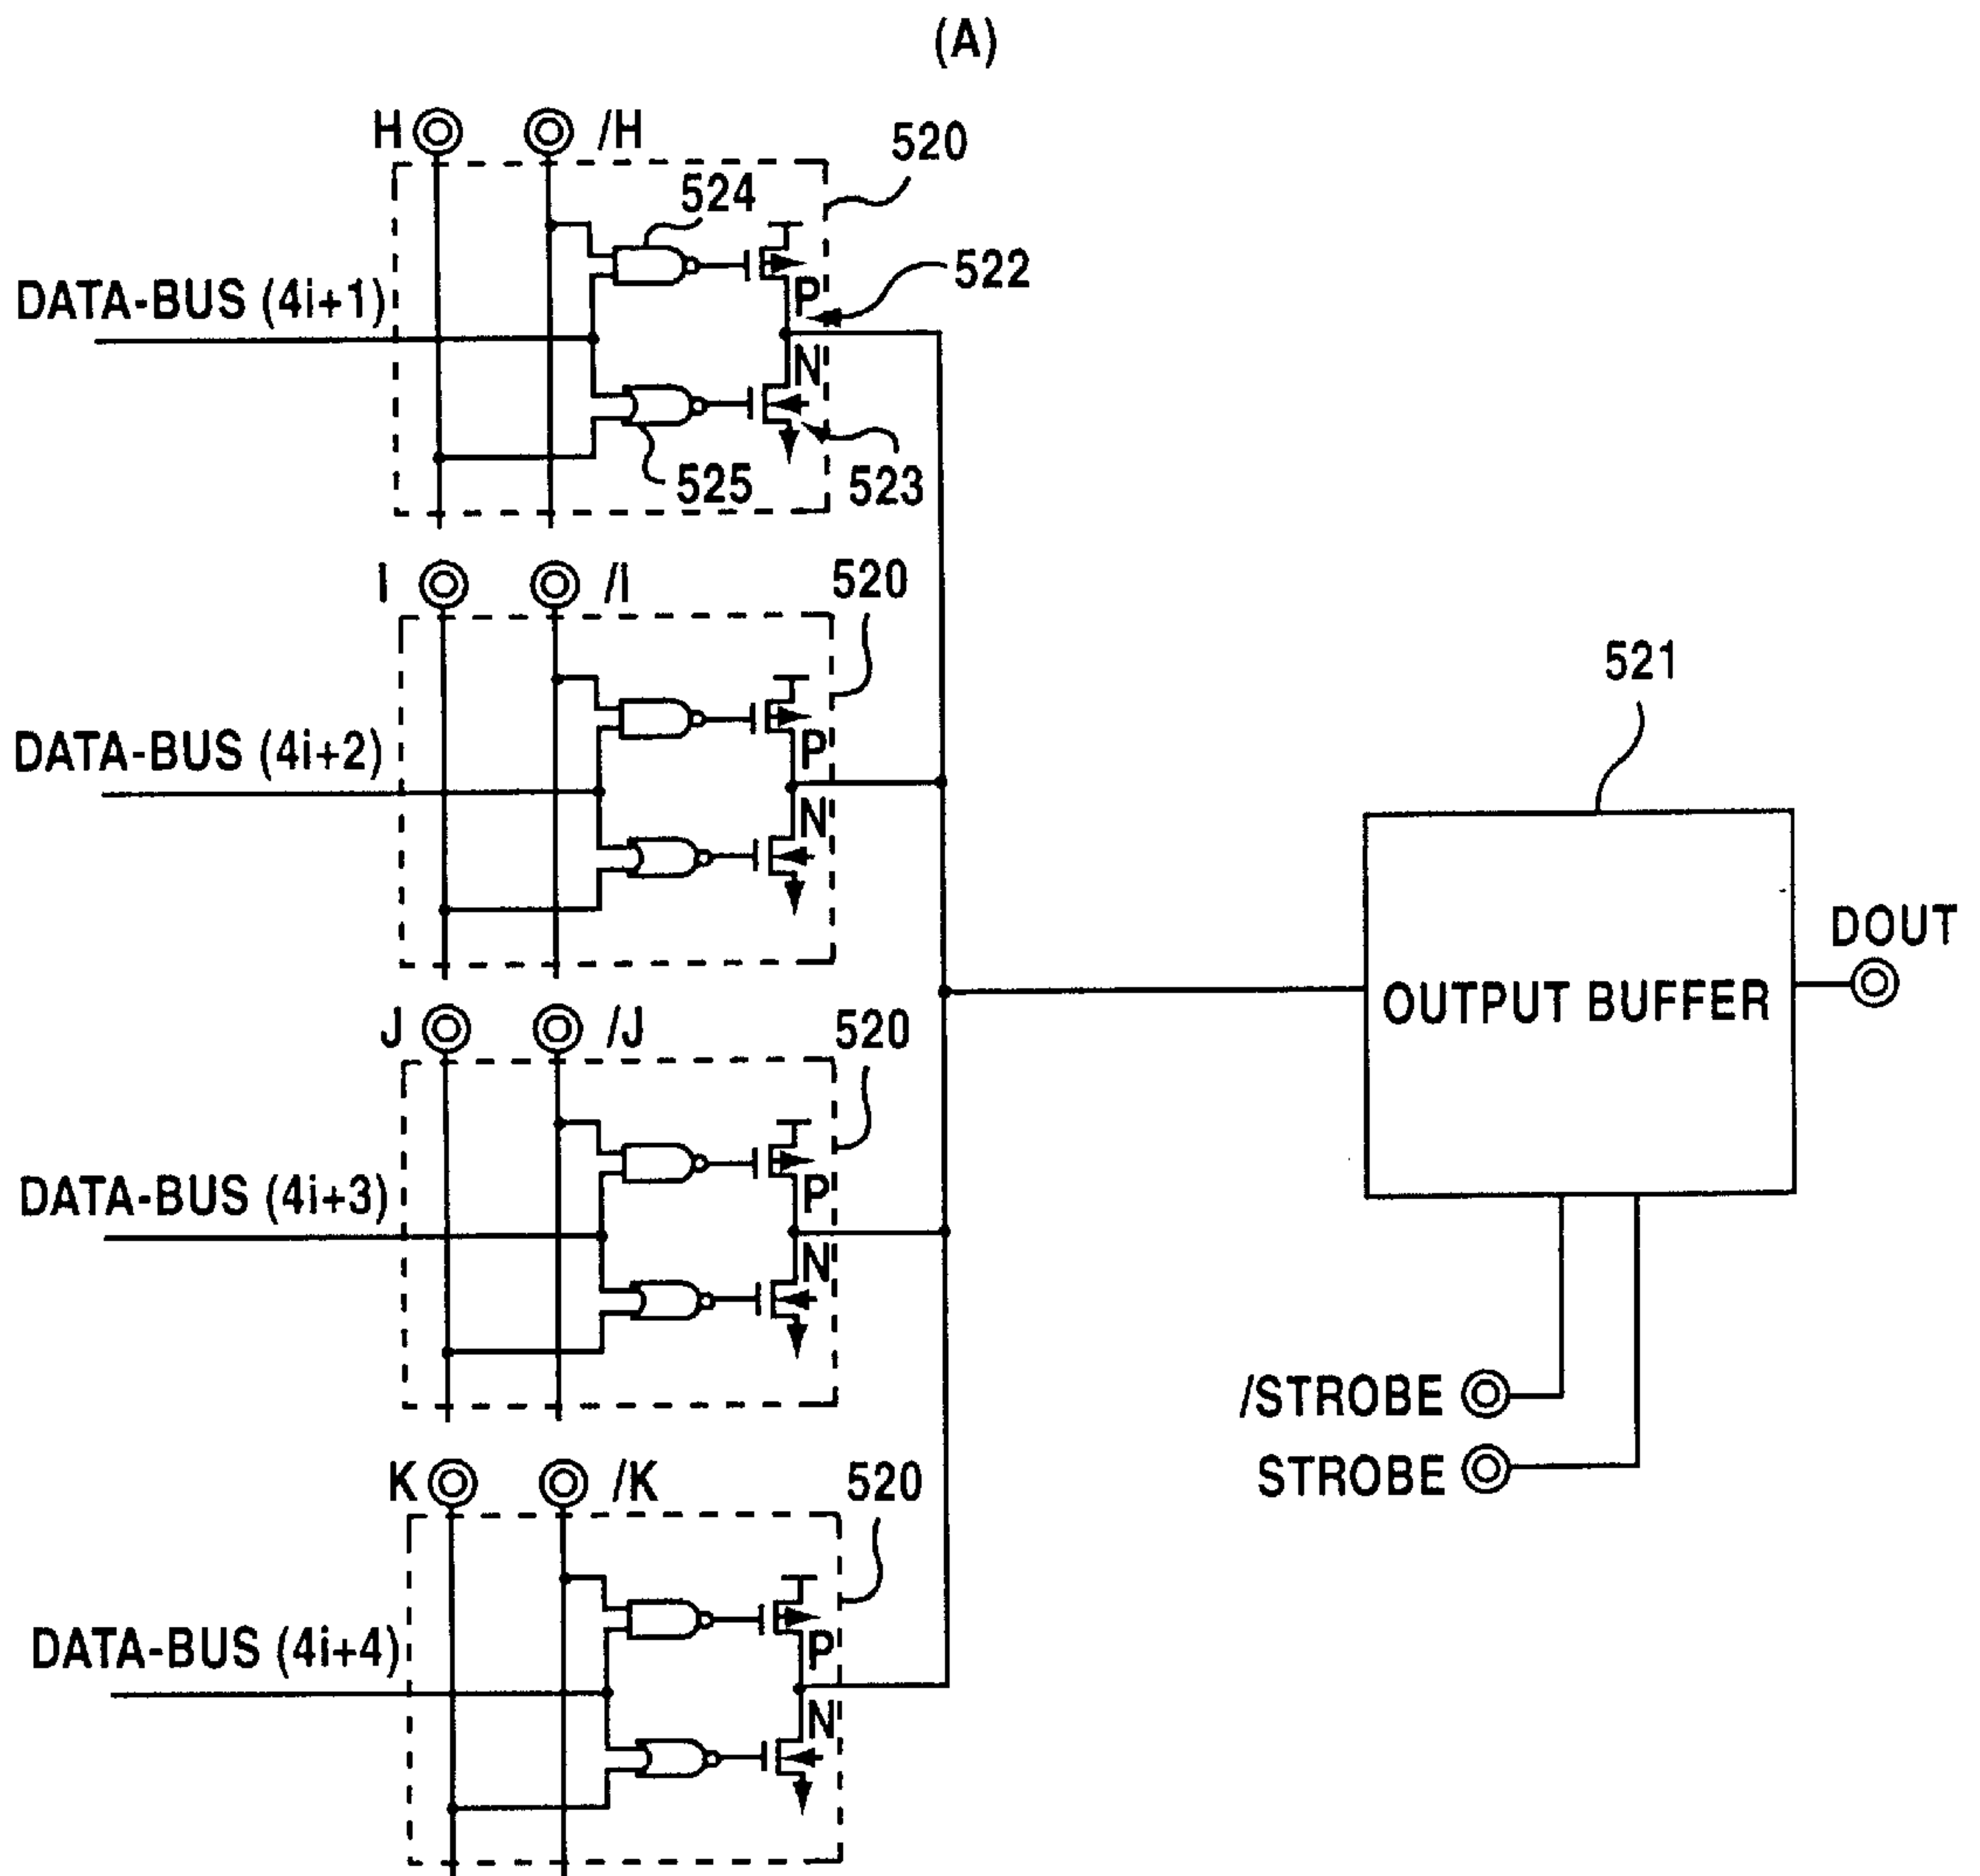 (A)
H /H 520
524
DATA-BUS (4i+1)
522
P
N
525 523
I /I 520
DATA-BUS (4i+2)
P
N
521
OUTPUT BUFFER
DOUT
J /J 520
DATA-BUS (4i+3)
P
N
/STROBE
STROBE
K /K 520
DATA-BUS (4i+4)
P
N